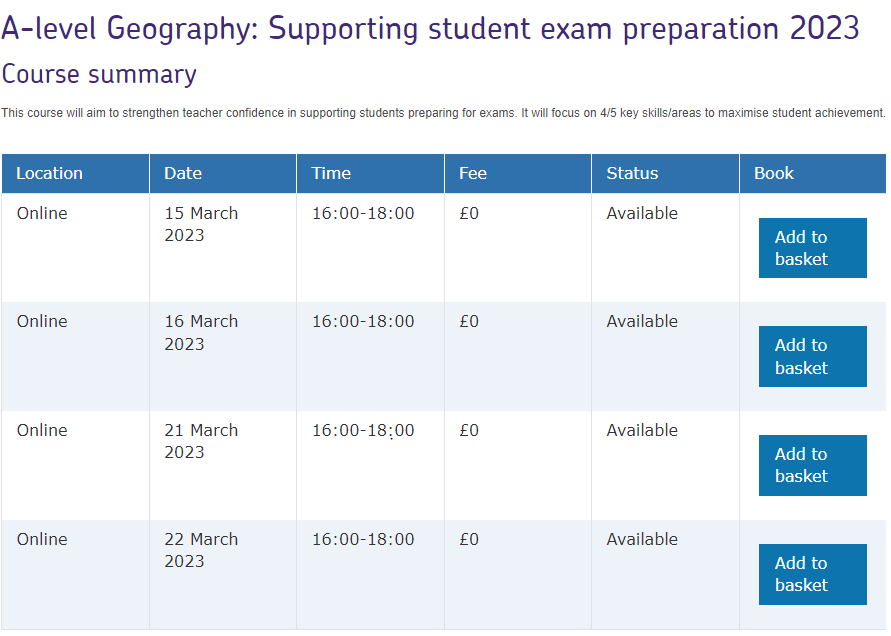 A-level Geography: Supporting student exam preparation 2023
Course summary
This course will aim to strengthen teacher confidence in supporting students preparing for exams. It will focus on 4/5 key skills/areas to maximise student achievement.
Location Date Time Fee Status Book
Online 15 March 16:00-18:00 £0 Available
2023
Add to
basket
Online 16 March 16:00-18:00 £0 Available
2023
Add to
basket
Online 21 March 16:00-18:00 £0 Available
2023
Add to
basket
Online 22 March 16:00-18:00 £0 Available
2023
Add to
basket